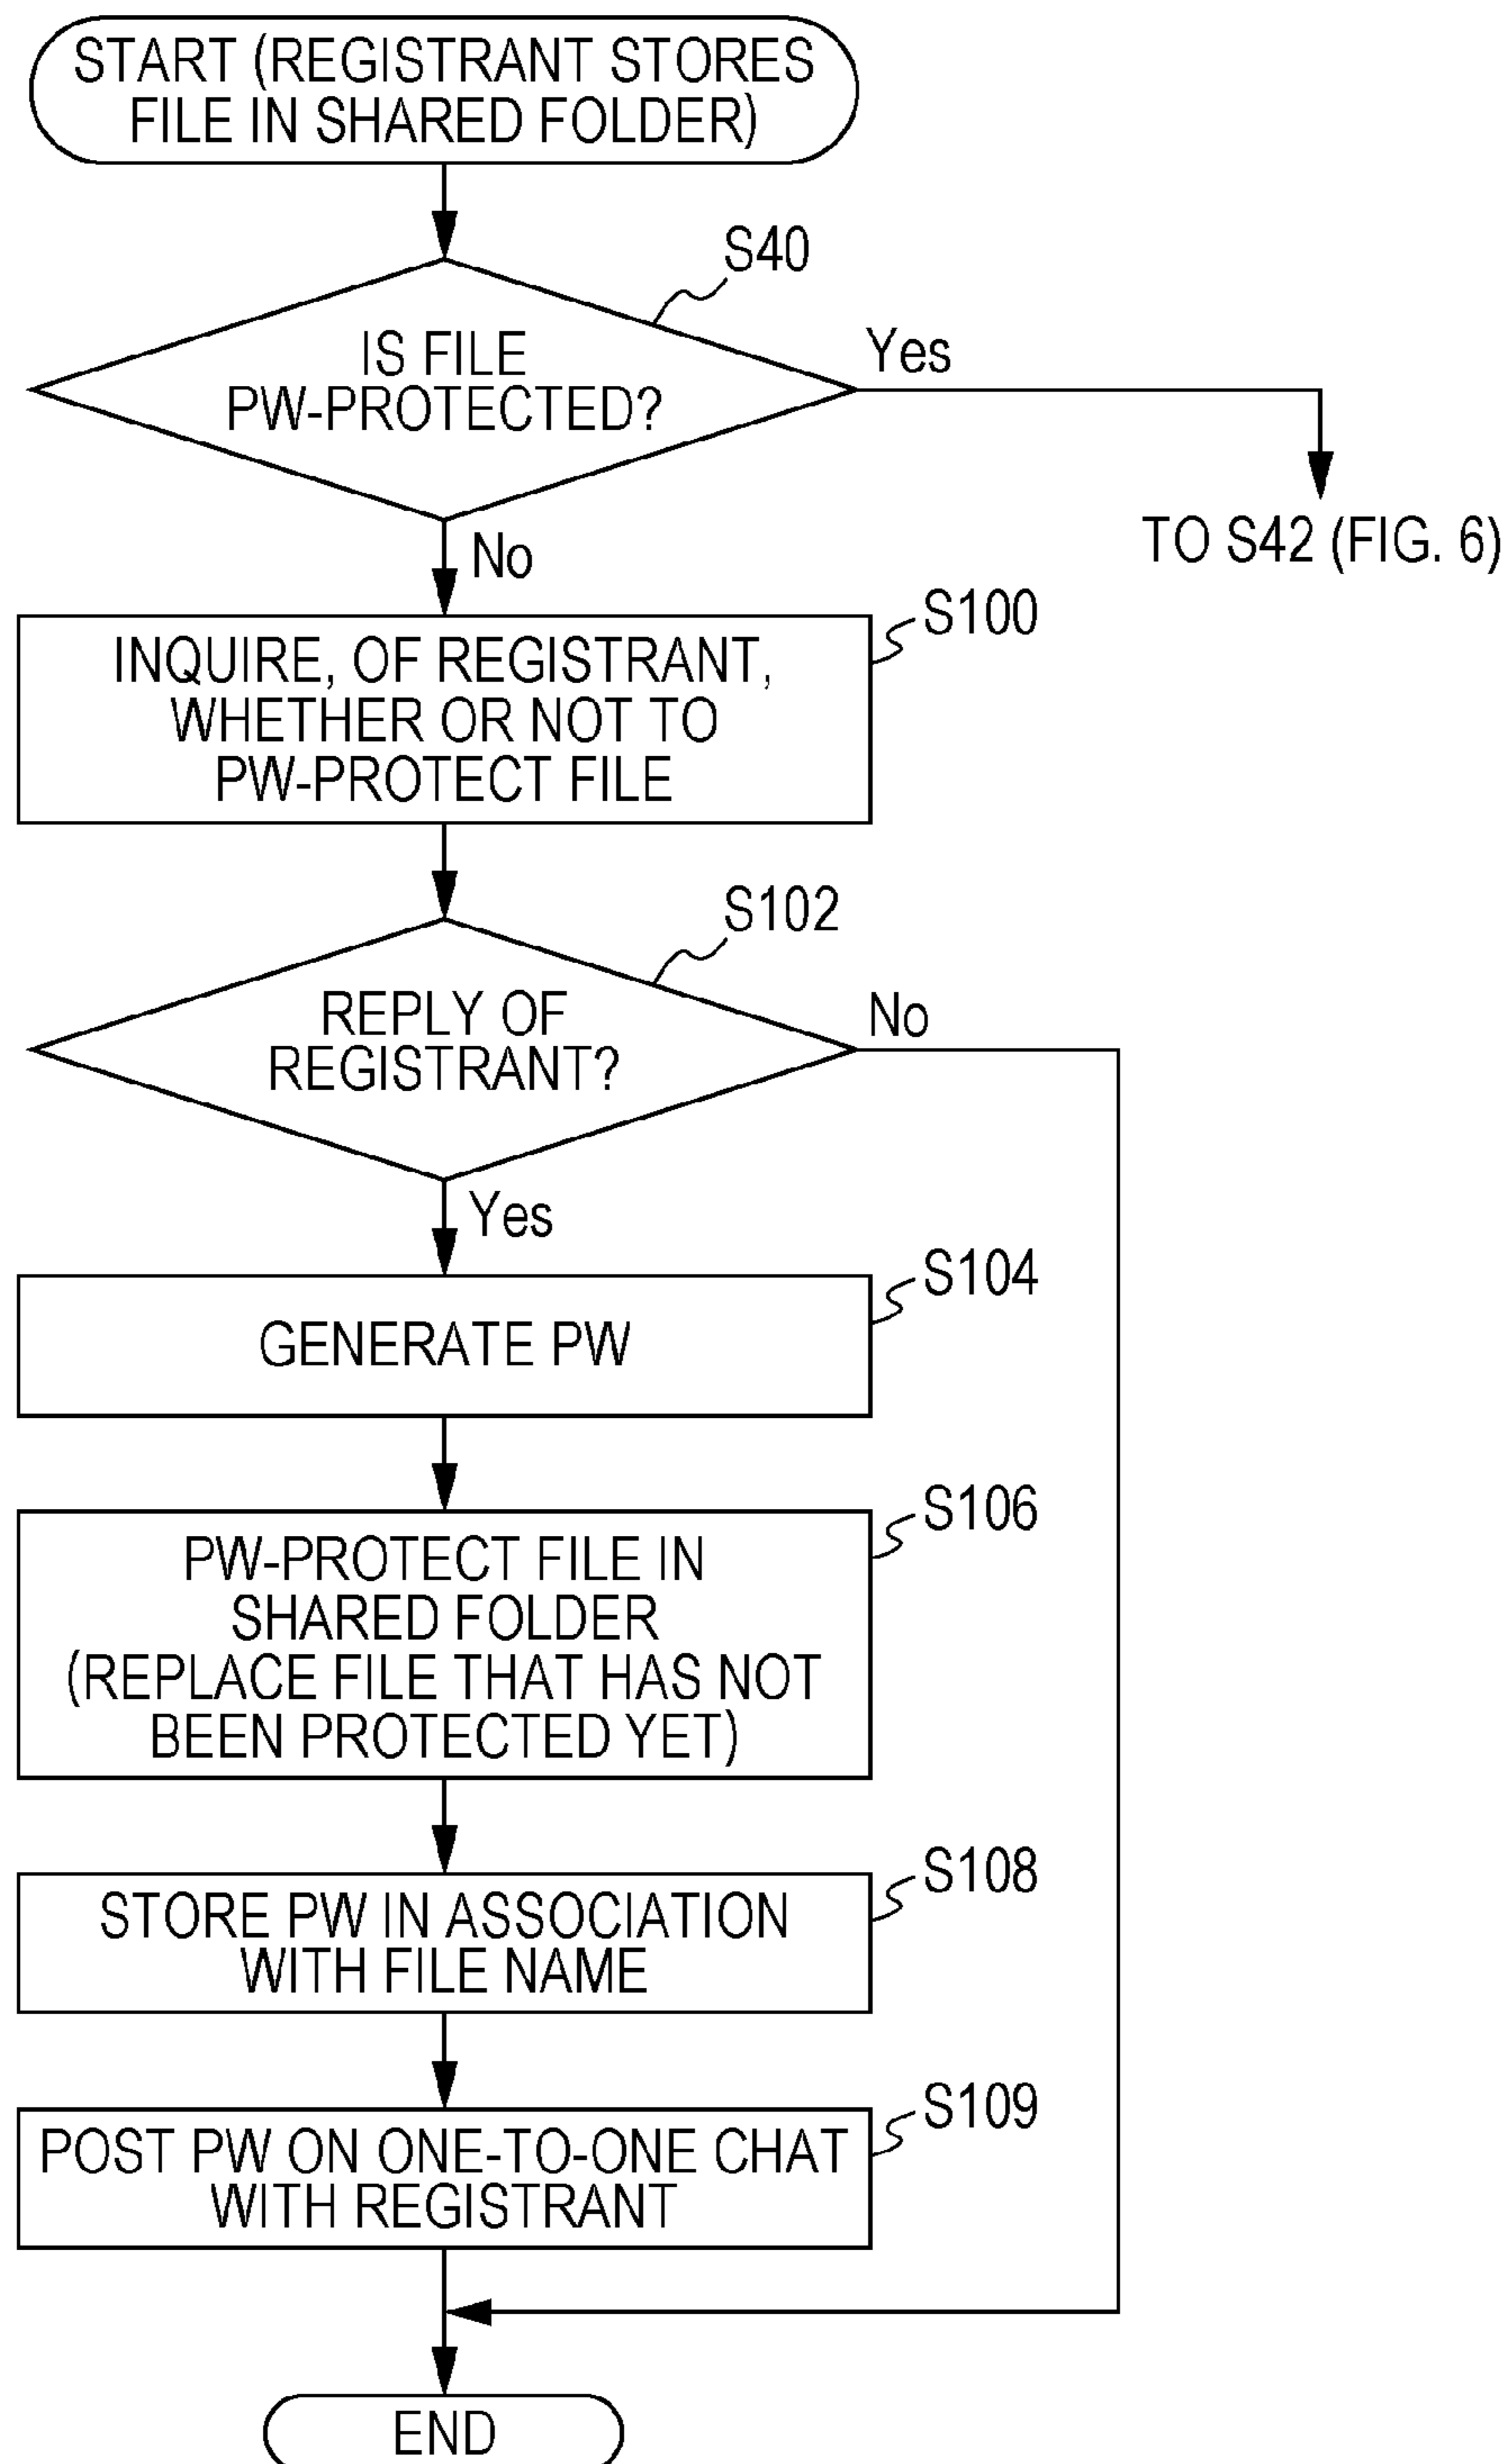 START (REGISTRANT STORES
FILE IN SHARED FOLDER)
S40
IS FILE
PW-PROTECTED?
Yes
TO S42 (FIG. 6)
No
S100
INQUIRE, OF REGISTRANT,
WHETHER OR NOT TO
PW-PROTECT FILE
S102
REPLY OF
REGISTRANT?
No
Yes
S104
GENERATE PW
S106
PW-PROTECT FILE IN
SHARED FOLDER
(REPLACE FILE THAT HAS NOT
BEEN PROTECTED YET)
S108
STORE PW IN ASSOCIATION
WITH FILE NAME
S109
POST PW ON ONE-TO-ONE CHAT
WITH REGISTRANT
END